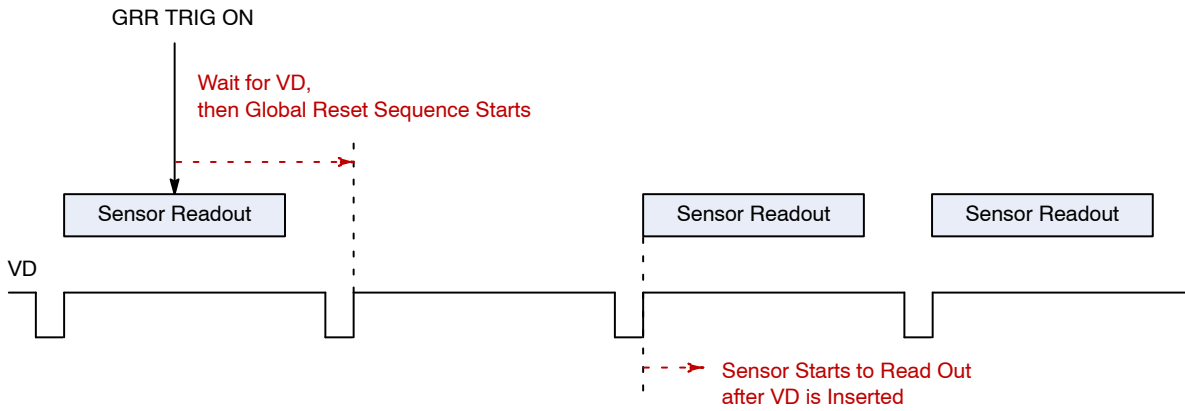 GRR TRIG ON
Wait for VD,
then Global Reset Sequence Starts
Sensor Readout
Sensor Readout
Sensor Readout
VD
Sensor Starts to Read Out
after VD is Inserted